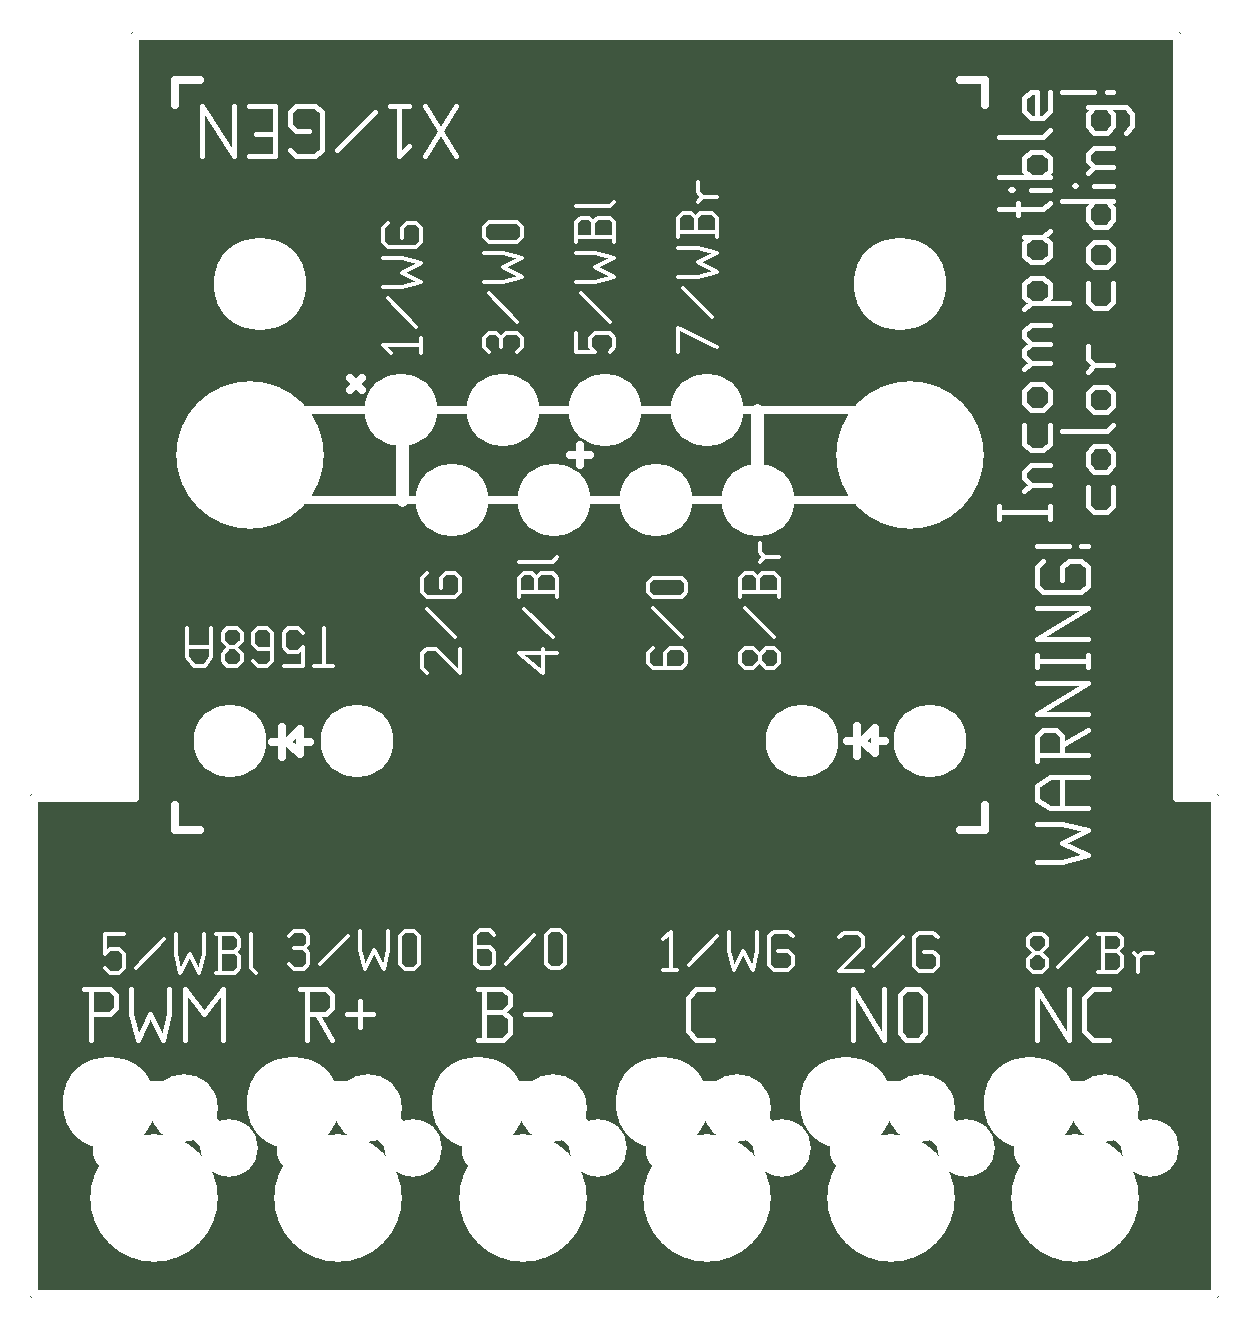 X1/GEN
Incompatible
color coding
1/WG
3/WO
5/WBl
7/WBr
2/G
4/Bl
6/O
8/Br
T568A
WARNING!
5/WBl
3/WO
6/O
1/WG
2/G
8/Br
PWM
R+
B-
C
NO
NC